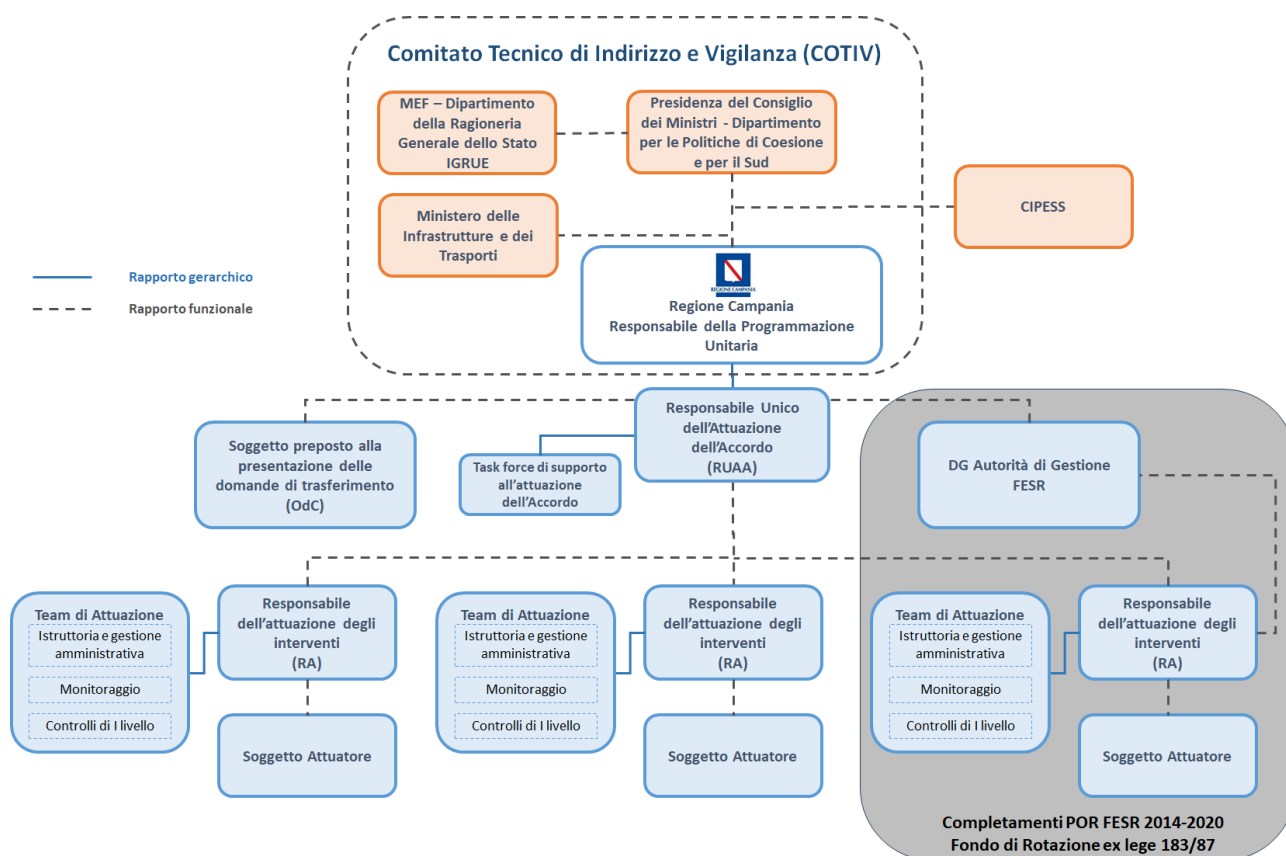 Comitato Tecnico di Indirizzo e Vigilanza (COTIV)
MEF – Dipartimento
della Ragioneria
Generale dello Stato
IGRUE
Presidenza del Consiglio
dei Ministri - Dipartimento
per le Politiche di Coesione
e per il Sud
CIPESS
Ministero delle
Infrastrutture e dei
Trasporti
Rapporto gerarchico
Rapporto funzionale
REGIONE CAMPANIA
Regione Campania
Responsabile della Programmazione
Unitaria
Soggetto preposto alla
presentazione delle
domande di trasferimento
(OdC)
Task force di supporto
all’attuazione
dell’Accordo
Responsabile Unico
dell’Attuazione
dell’Accordo
(RUAA)
DG Autorità di Gestione
FESR
Team di Attuazione
Istruttoria e gestione
amministrativa
Monitoraggio
Controlli di I livello
Responsabile
dell’attuazione degli
interventi
(RA)
Soggetto Attuatore
Team di Attuazione
Istruttoria e gestione
amministrativa
Monitoraggio
Controlli di I livello
Responsabile
dell’attuazione degli
interventi
(RA)
Soggetto Attuatore
Team di Attuazione
Istruttoria e gestione
amministrativa
Monitoraggio
Controlli di I livello
Responsabile
dell’attuazione degli
interventi
(RA)
Soggetto Attuatore
Completamenti POR FESR 2014-2020
Fondo di Rotazione ex lege 183/87